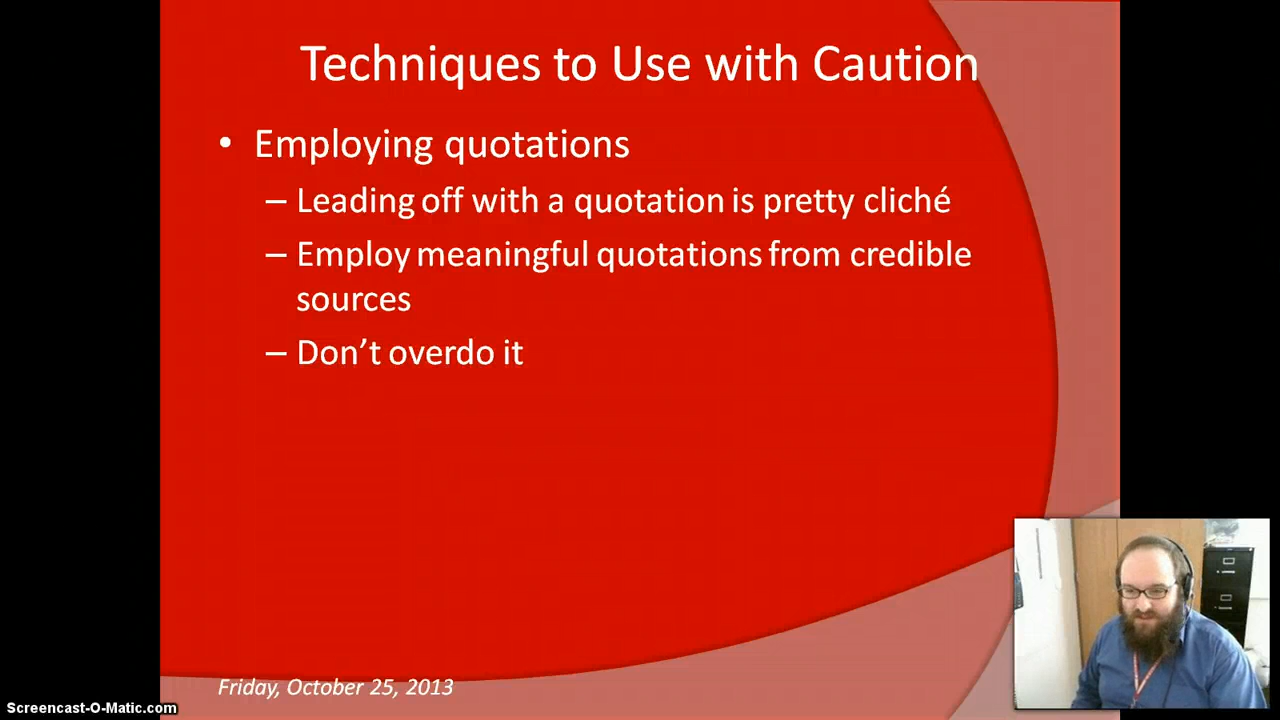 Techniques to Use with Caution
• Employing quotations
– Leading off with a quotation is pretty cliché
– Employ meaningful quotations from credible
sources
– Don’t overdo it
Friday, October 25, 2013
Screencast-O-Matic.com